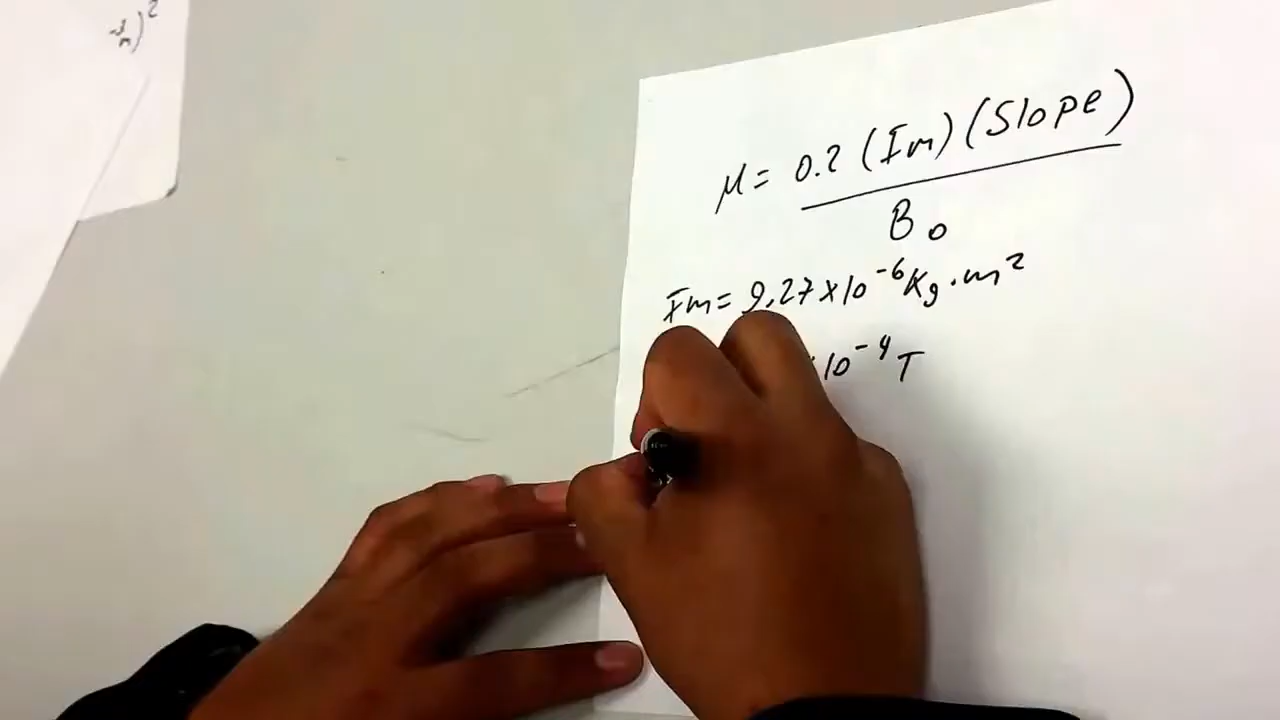 μ = 0.2 (Im) (Slope)
B₀
Im = 9.27 x 10⁻⁶ Kg·m²
10⁻⁴ T